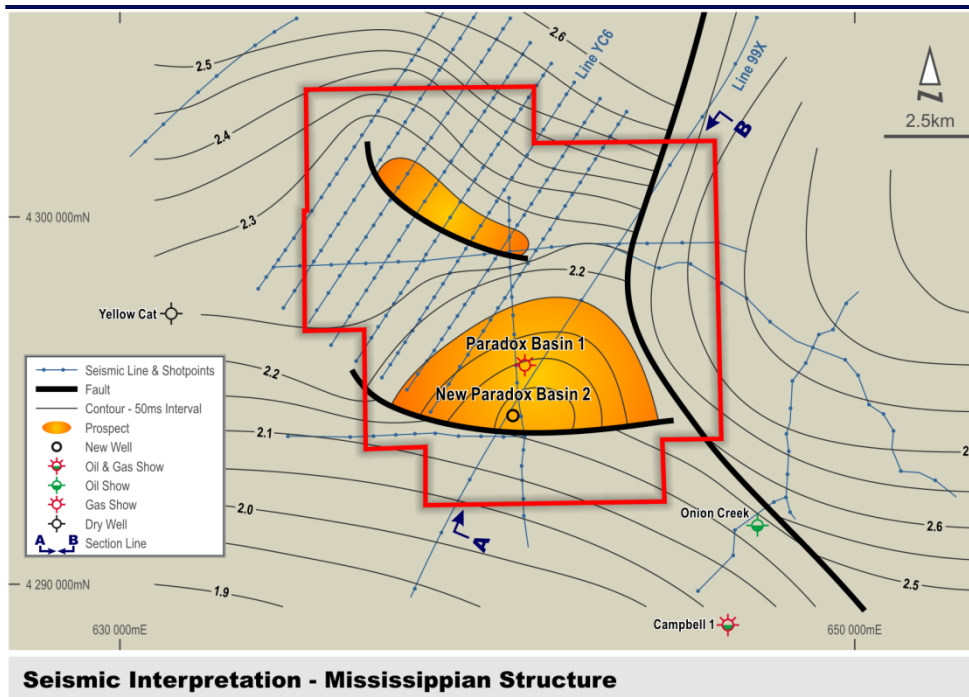 2.6
Line YC6
Line 99X
2.5
B
2.5km
2.4
4 300 000mN
2.3
2.2
Yellow Cat
Paradox Basin 1
New Paradox Basin 2
2.2
2.1
Seismic Line & Shotpoints
Fault
Contour - 50ms Interval
Prospect
New Well
Oil & Gas Show
Oil Show
Gas Show
Dry Well
A B Section Line
2.0
Onion Creek
2.6
A
4 290 000mN
1.9
2.5
Campbell 1
630 000mE
650 000mE
Seismic Interpretation - Mississippian Structure